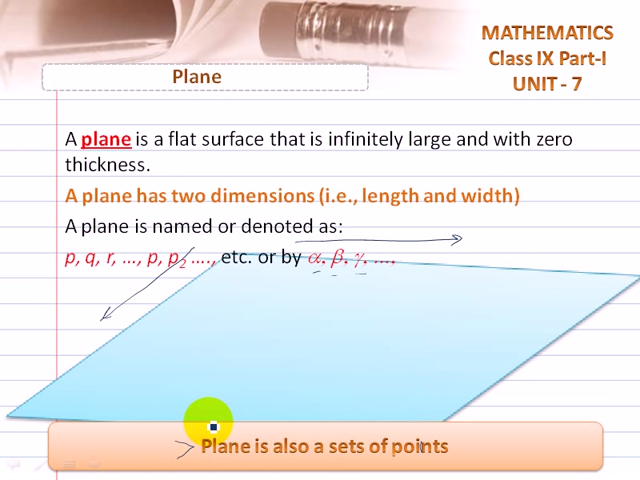 MATHEMATICS
Class IX Part-I
UNIT - 7
Plane
A plane is a flat surface that is infinitely large and with zero
thickness.
A plane has two dimensions (i.e., length and width)
A plane is named or denoted as:
p, q, r, ..., p, p₂ ...., etc. or by α, β, γ, ....,
Plane is also a sets of points